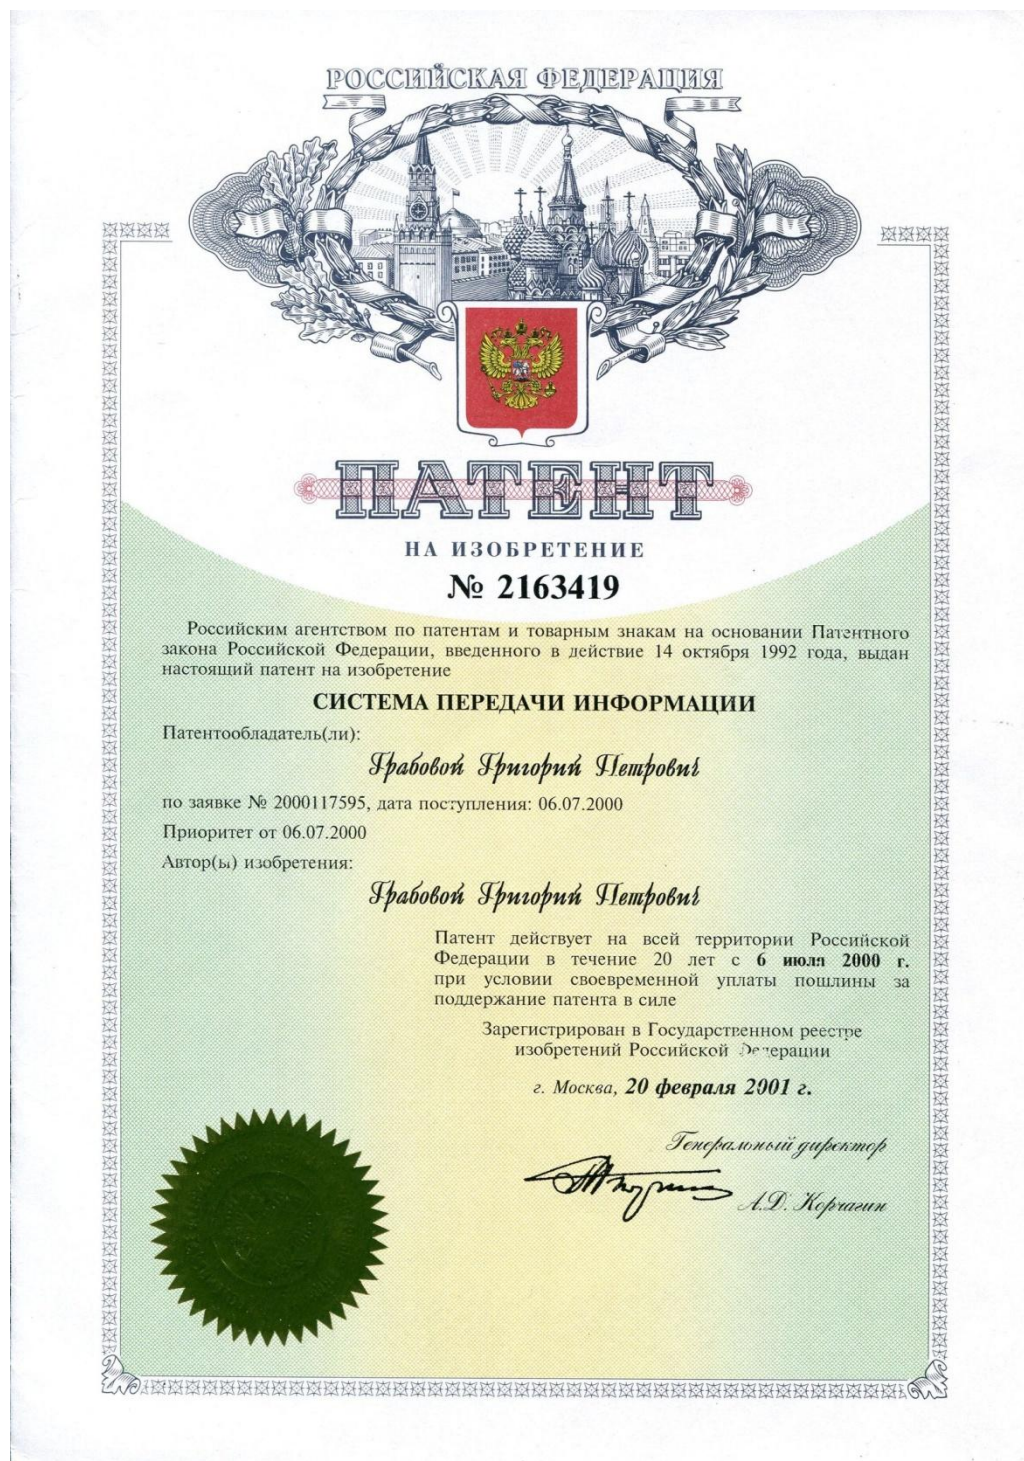 РОССИЙСКАЯ ФЕДЕРАЦИЯ
ПАТЕНТ
НА ИЗОБРЕТЕНИЕ
№ 2163419
Российским агентством по патентам и товарным знакам на основании Патентного
закона Российской Федерации, введенного в действие 14 октября 1992 года, выдан
настоящий патент на изобретение
СИСТЕМА ПЕРЕДАЧИ ИНФОРМАЦИИ
Патентообладатель(ли):
Грабовой Григорий Петрович
по заявке № 2000117595, дата поступления: 06.07.2000
Приоритет от 06.07.2000
Автор(ы) изобретения:
Грабовой Григорий Петрович
Патент действует на всей территории Российской
Федерации в течение 20 лет с 6 июля 2000 г.
при условии своевременной уплаты пошлины за
поддержание патента в силе
Зарегистрирован в Государственном реестре
изобретений Российской Федерации
г. Москва, 20 февраля 2001 г.
Генеральный директор
А.Д. Корчагин